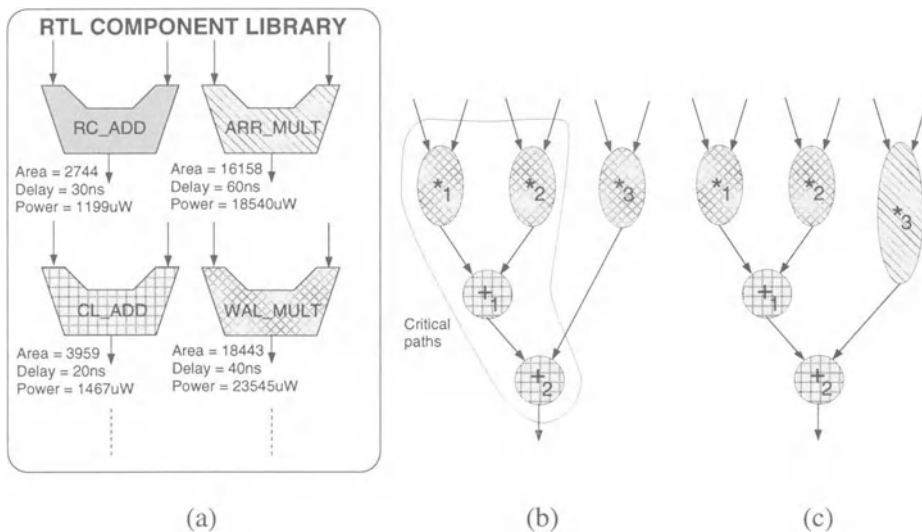 RTL COMPONENT LIBRARY
RC_ADD
Area = 2744
Delay = 30ns
Power = 1199uW
ARR_MULT
Area = 16158
Delay = 60ns
Power = 18540uW
CL_ADD
Area = 3959
Delay = 20ns
Power = 1467uW
WAL_MULT
Area = 18443
Delay = 40ns
Power = 23545uW
(a)
*1
*2
*3
+1
Critical
paths
+2
(b)
*1
*2
*3
+1
+2
(c)